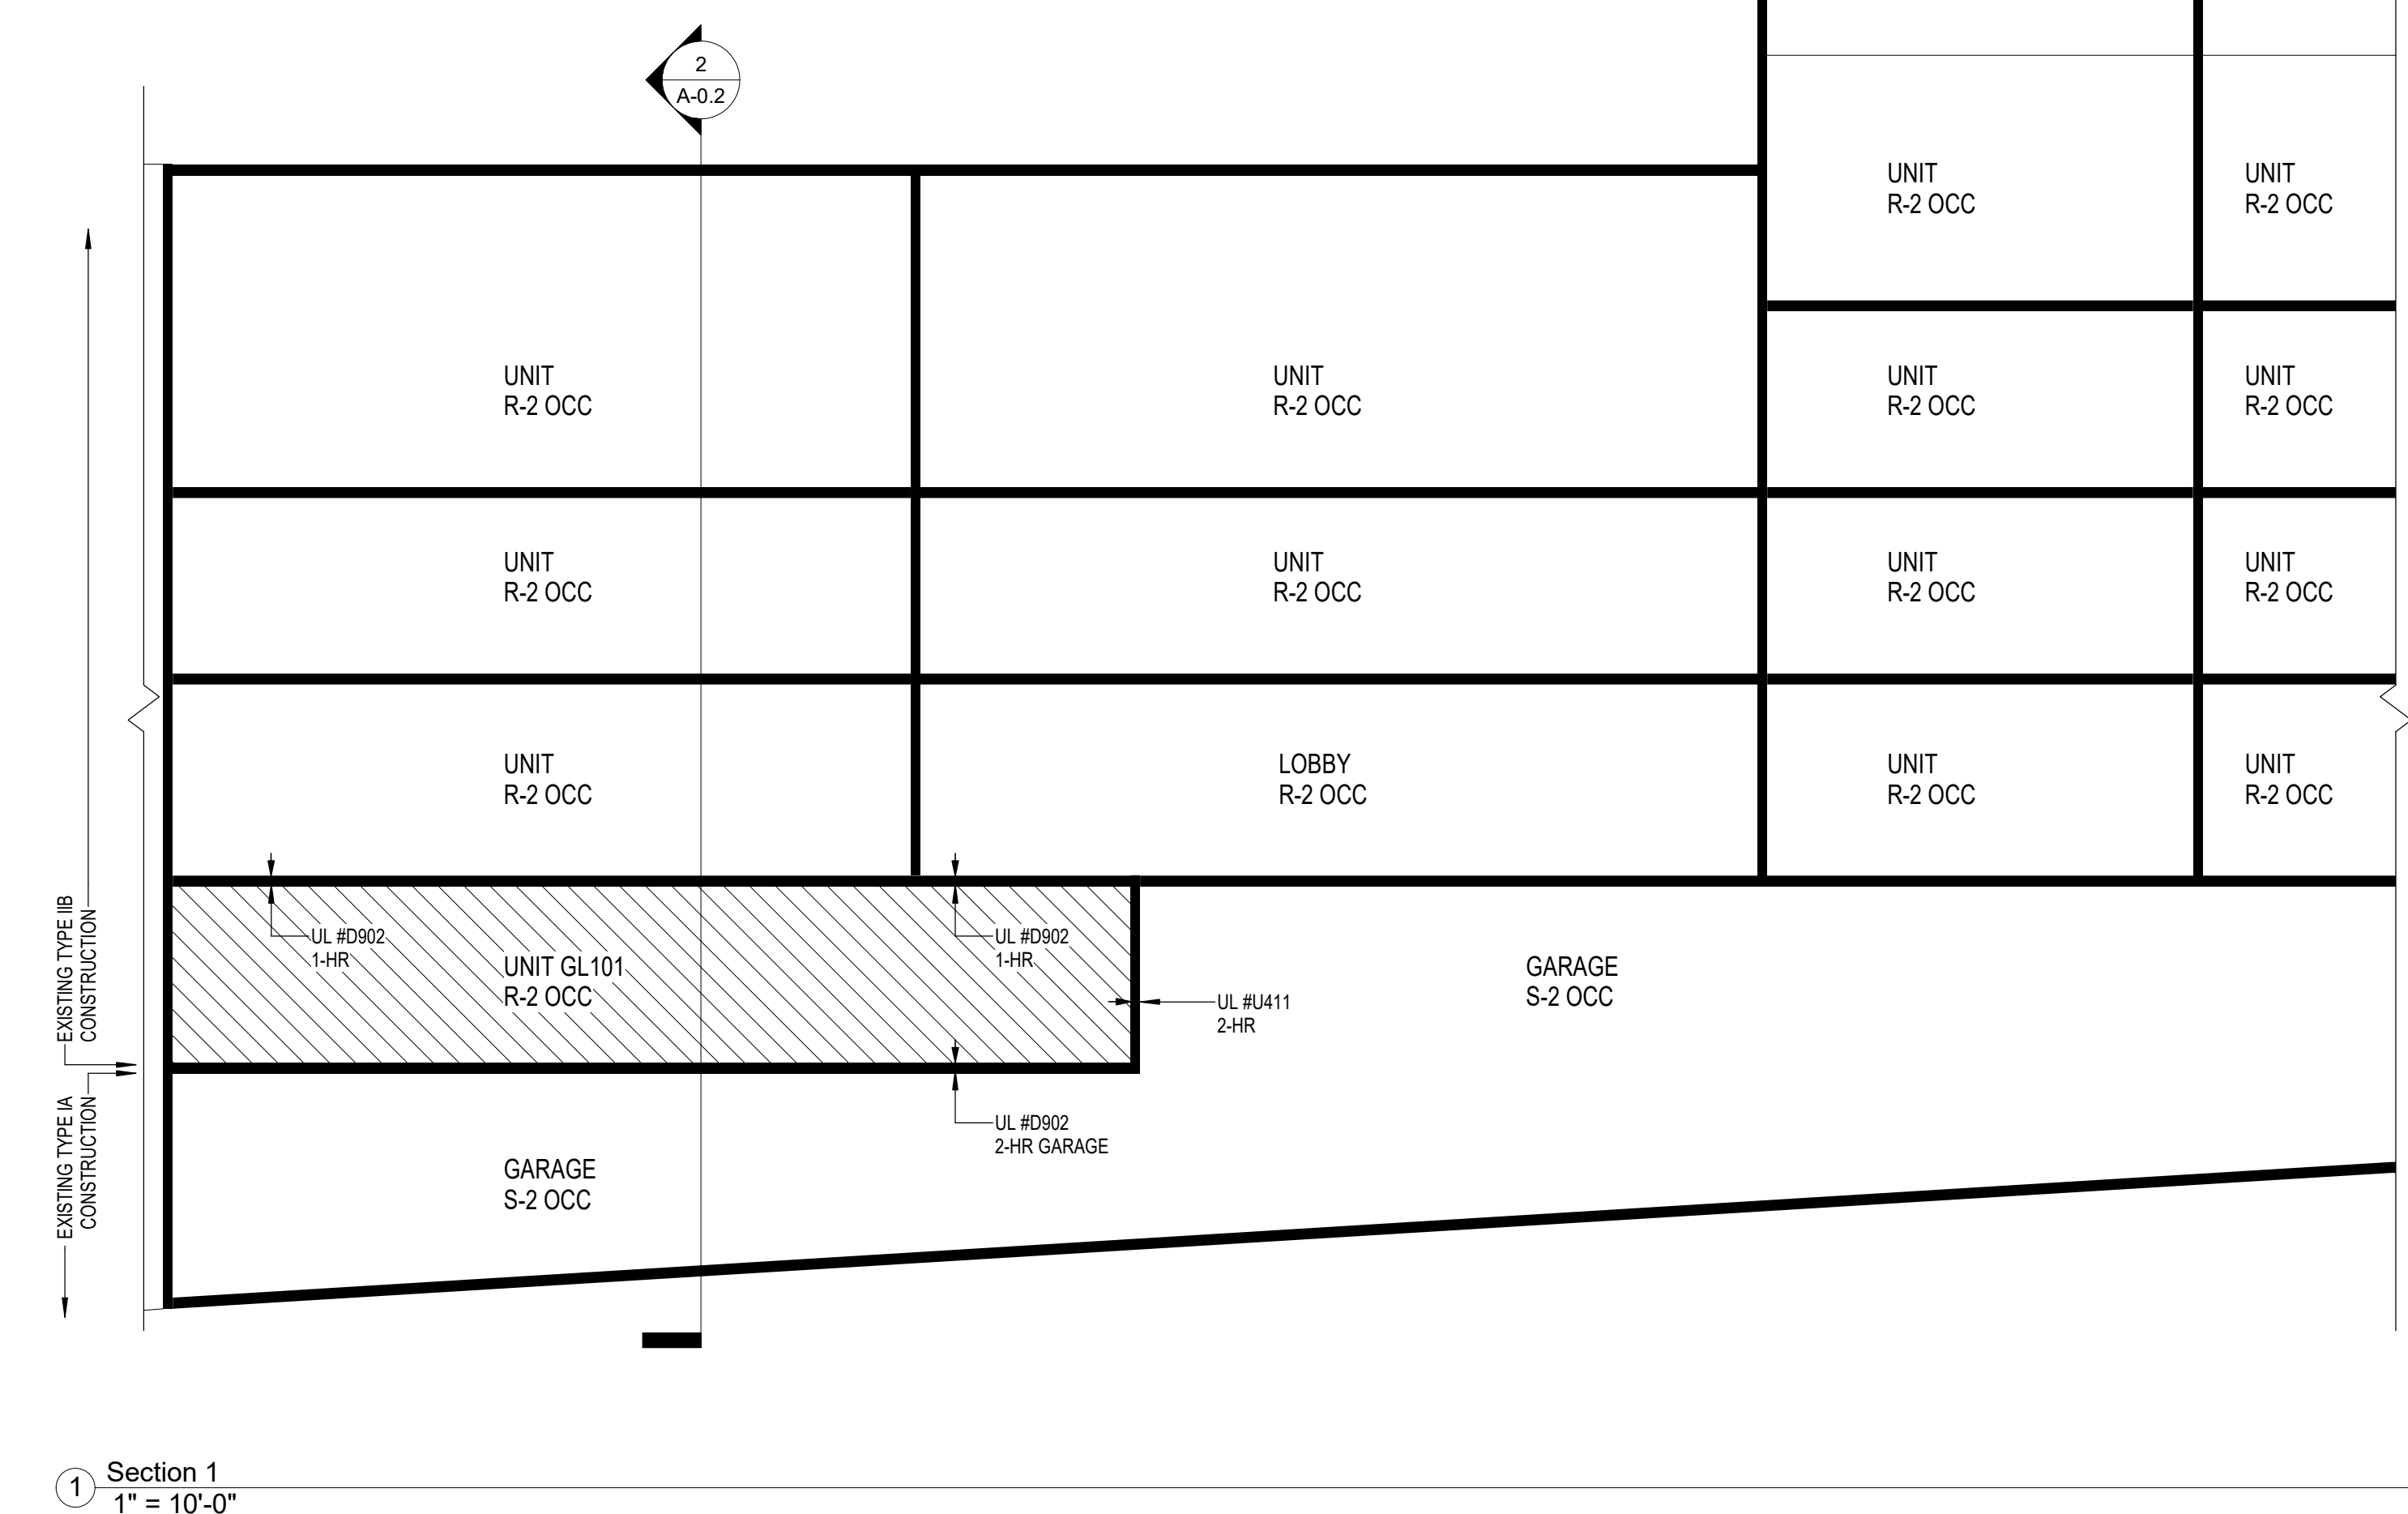 2
A-0.2
UNIT
R-2 OCC
UNIT
R-2 OCC
UNIT
R-2 OCC
UNIT
R-2 OCC
UNIT
R-2 OCC
UNIT
R-2 OCC
UNIT
R-2 OCC
UNIT
R-2 OCC
UNIT
R-2 OCC
UNIT
R-2 OCC
UNIT
R-2 OCC
LOBBY
R-2 OCC
UNIT
R-2 OCC
UNIT
R-2 OCC
EXISTING TYPE IIB
CONSTRUCTION
UL #D902
1-HR
UNIT GL101
R-2 OCC
UL #D902
1-HR
UL #U411
2-HR
GARAGE
S-2 OCC
EXISTING TYPE IA
CONSTRUCTION
UL #D902
2-HR GARAGE
GARAGE
S-2 OCC
1
Section 1
1" = 10'-0"